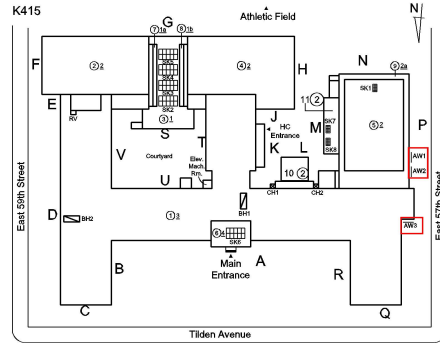 K415
Athletic Field
N
G
7 1a
8 1b
F
2 2
4 2
H
N
9 2a
SK5
SK4
SK3
SK2
SK1
E
RV
3 1
S
J
HC
Entrance
11 2
SK7
M
SK8
5 2
P
V
T
Courtyard
Elev.
Mach.
Rm.
K
L
10 2
AW1
AW2
U
CH1
CH2
East 59th Street
East 57th Street
D
BH2
1 3
BH1
AW3
6 4
SK6
B
Main
Entrance
A
R
C
Q
Tilden Avenue